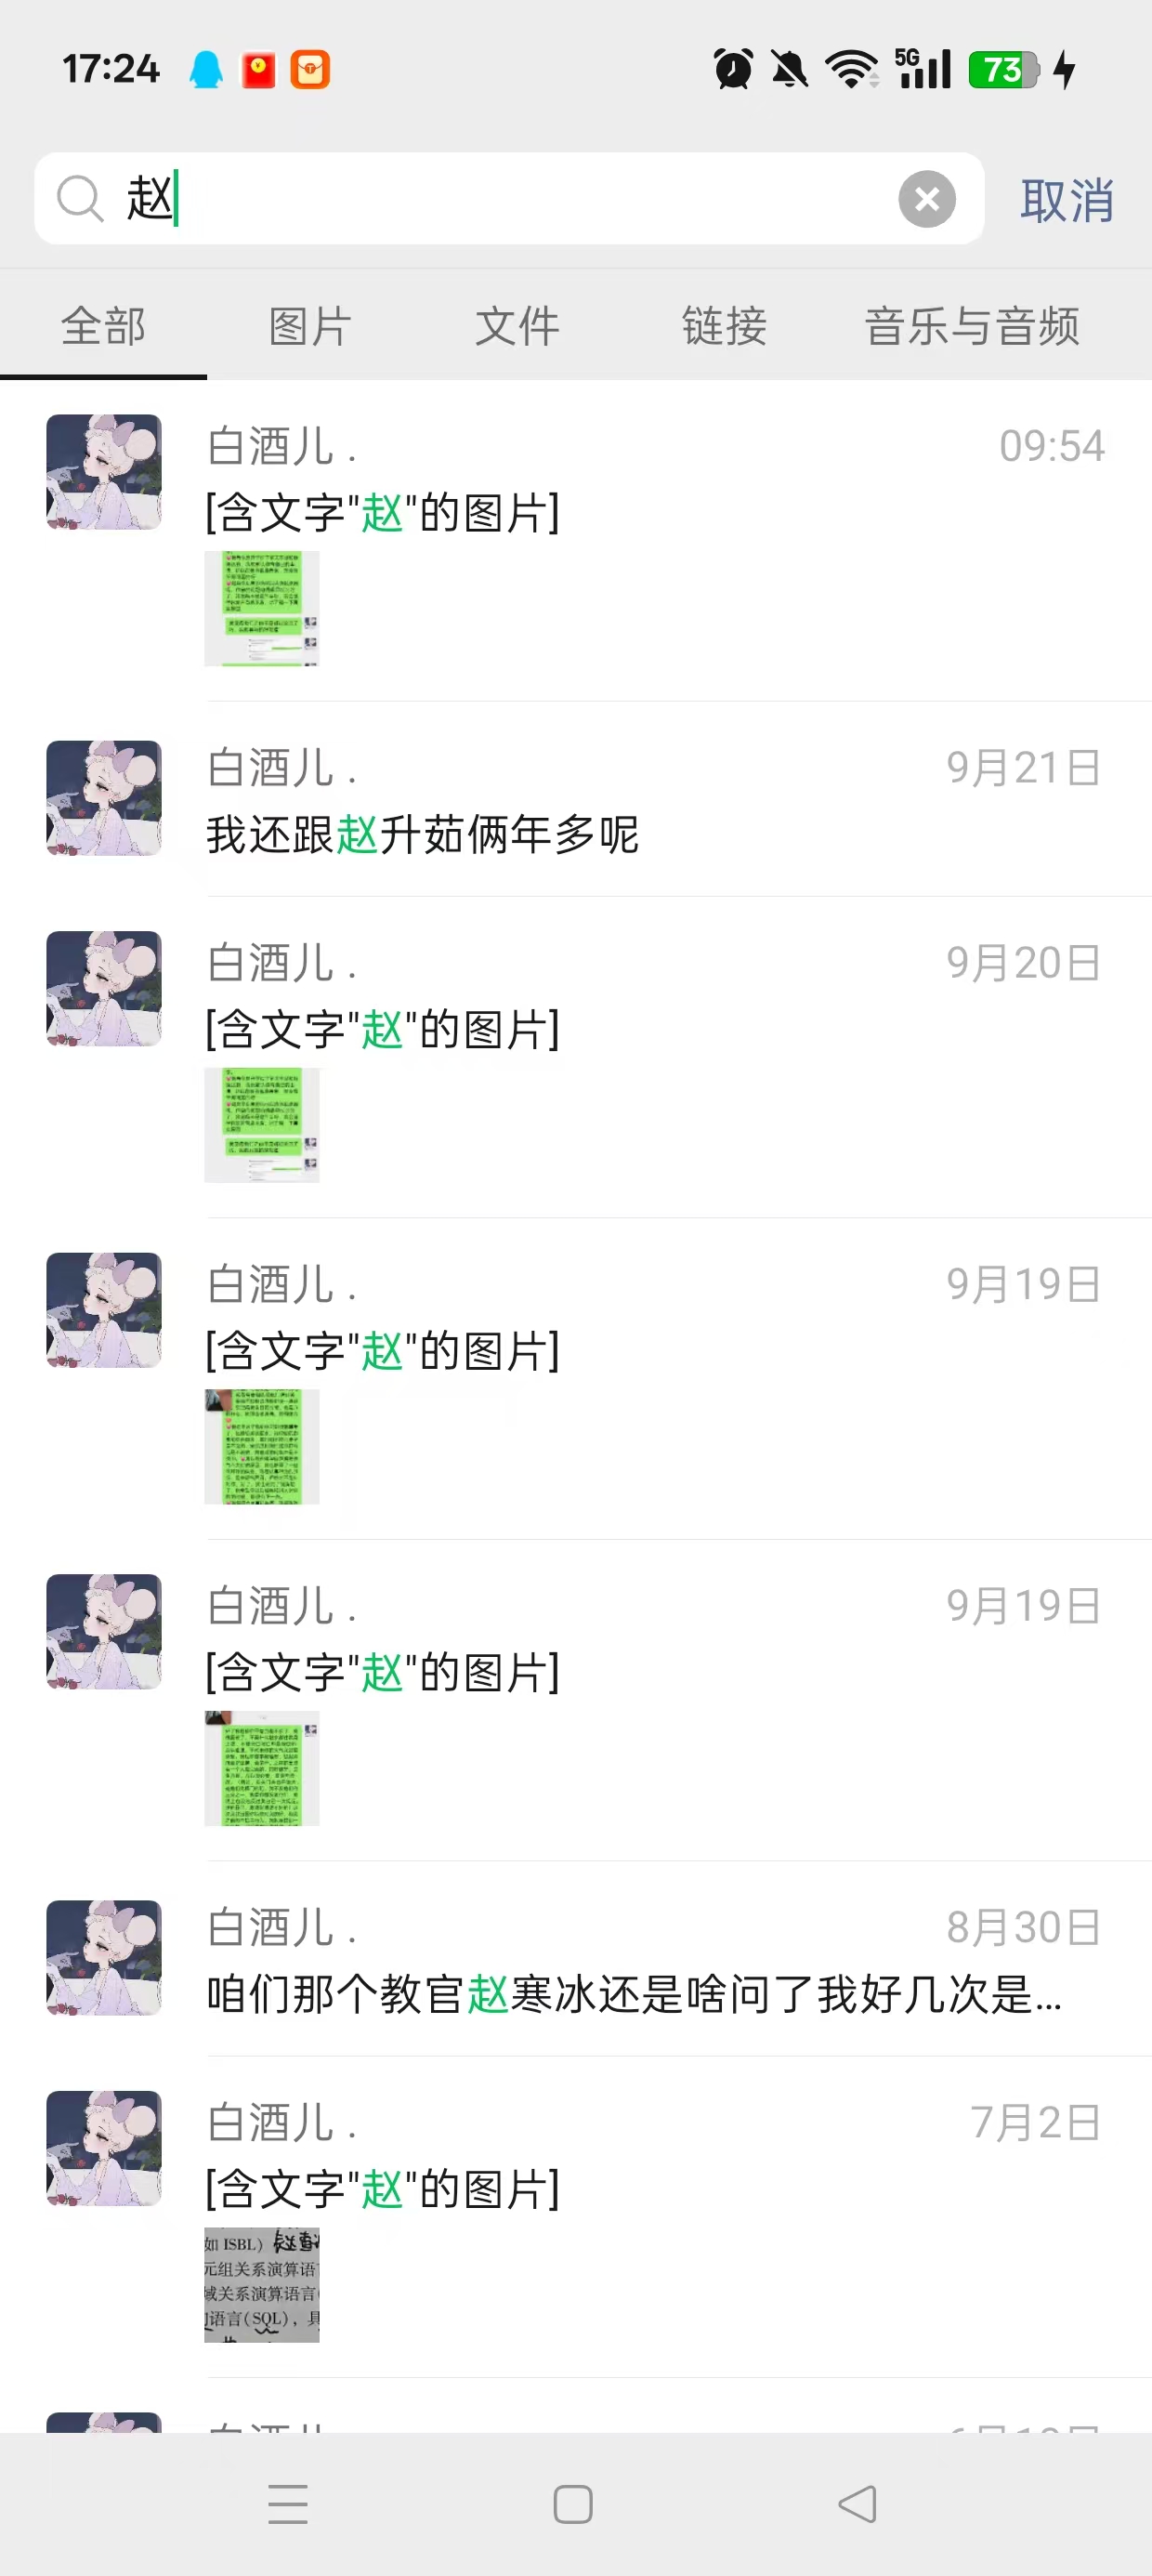 17:24
5G
73
赵
取消
全部 图片 文件 链接 音乐与音频
白酒儿 . 09:54
[含文字"赵"的图片]
白酒儿 . 9月21日
我还跟赵升茹俩年多呢
白酒儿 . 9月20日
[含文字"赵"的图片]
白酒儿 . 9月19日
[含文字"赵"的图片]
白酒儿 . 9月19日
[含文字"赵"的图片]
白酒儿 . 8月30日
咱们那个教官赵寒冰还是啥问了我好几次是...
白酒儿 . 7月2日
[含文字"赵"的图片]
如 ISBL)
元组关系演算语
域关系演算语言(
语言(SQL)，具